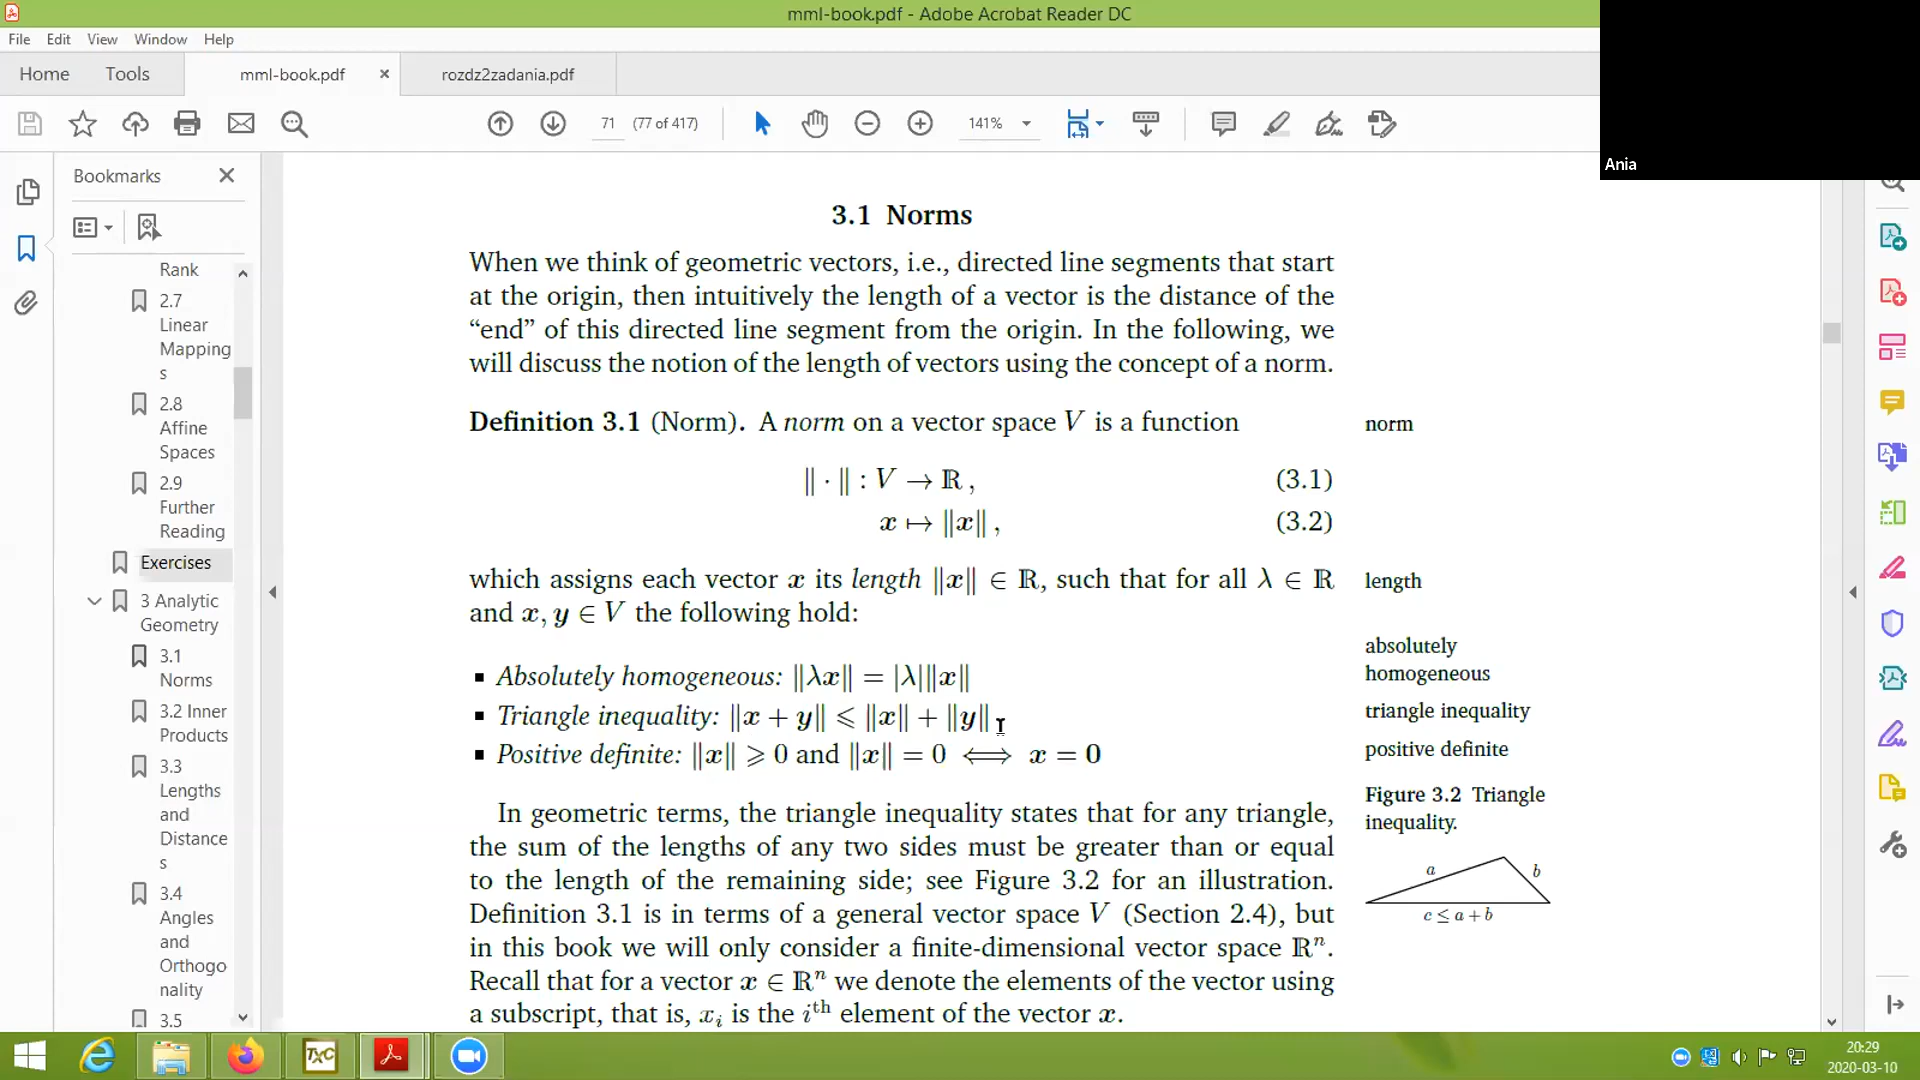 mml-book.pdf - Adobe Acrobat Reader DC
File Edit View Window Help
Home Tools mml-book.pdf × rozdz2zadania.pdf
71 (77 of 417) 141%
Ania
Bookmarks
Rank
2.7
Linear
Mapping
s
2.8
Affine
Spaces
2.9
Further
Reading
Exercises
3 Analytic
Geometry
3.1
Norms
3.2 Inner
Products
3.3
Lengths
and
Distance
s
3.4
Angles
and
Orthogo
nality
3.5
3.1 Norms
When we think of geometric vectors, i.e., directed line segments that start
at the origin, then intuitively the length of a vector is the distance of the
“end” of this directed line segment from the origin. In the following, we
will discuss the notion of the length of vectors using the concept of a norm.
Definition 3.1 (Norm). A norm on a vector space V is a function
norm
‖ · ‖ : V → ℝ , (3.1)
x ↦ ‖x‖ , (3.2)
which assigns each vector x its length ‖x‖ ∈ ℝ, such that for all λ ∈ ℝ
length
and x, y ∈ V the following hold:
▪ Absolutely homogeneous: ‖λx‖ = |λ|‖x‖
absolutely
homogeneous
▪ Triangle inequality: ‖x + y‖ ⩽ ‖x‖ + ‖y‖
triangle inequality
▪ Positive definite: ‖x‖ ⩾ 0 and ‖x‖ = 0 ⟺ x = 0
positive definite
In geometric terms, the triangle inequality states that for any triangle,
the sum of the lengths of any two sides must be greater than or equal
to the length of the remaining side; see Figure 3.2 for an illustration.
Definition 3.1 is in terms of a general vector space V (Section 2.4), but
in this book we will only consider a finite-dimensional vector space ℝⁿ.
Recall that for a vector x ∈ ℝⁿ we denote the elements of the vector using
a subscript, that is, xᵢ is the iᵗʰ element of the vector x.
Figure 3.2 Triangle
inequality.
a
b
c ≤ a + b
TXC
20:29
2020-03-10